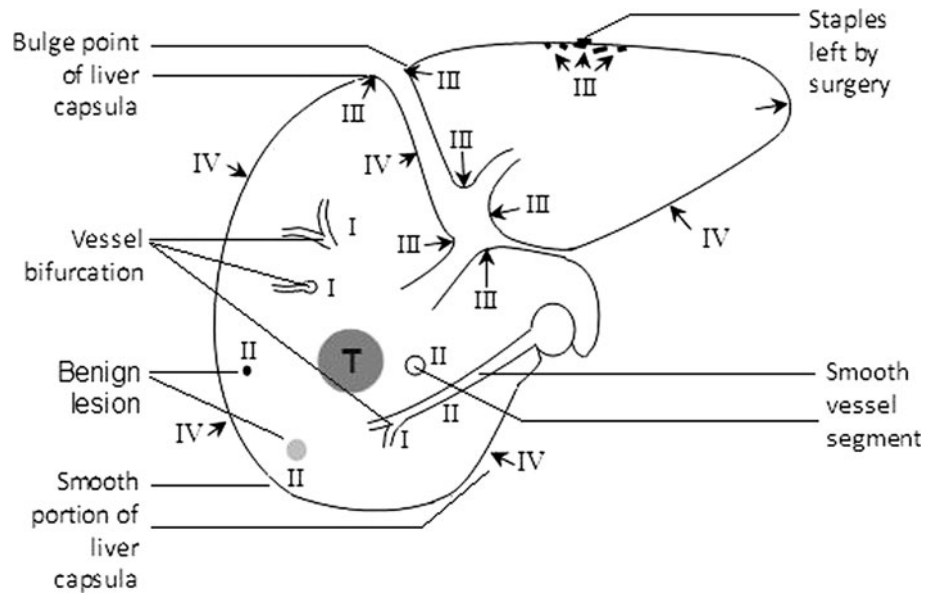 Staples
left by
surgery
Bulge point
of liver
capsula
III
III
III
III
IV
IV
III
III
IV
I
Vessel
bifurcation
III
I
III
II
T
II
Benign
lesion
Smooth
vessel
segment
II
IV
I
II
IV
Smooth
portion of
liver
capsula